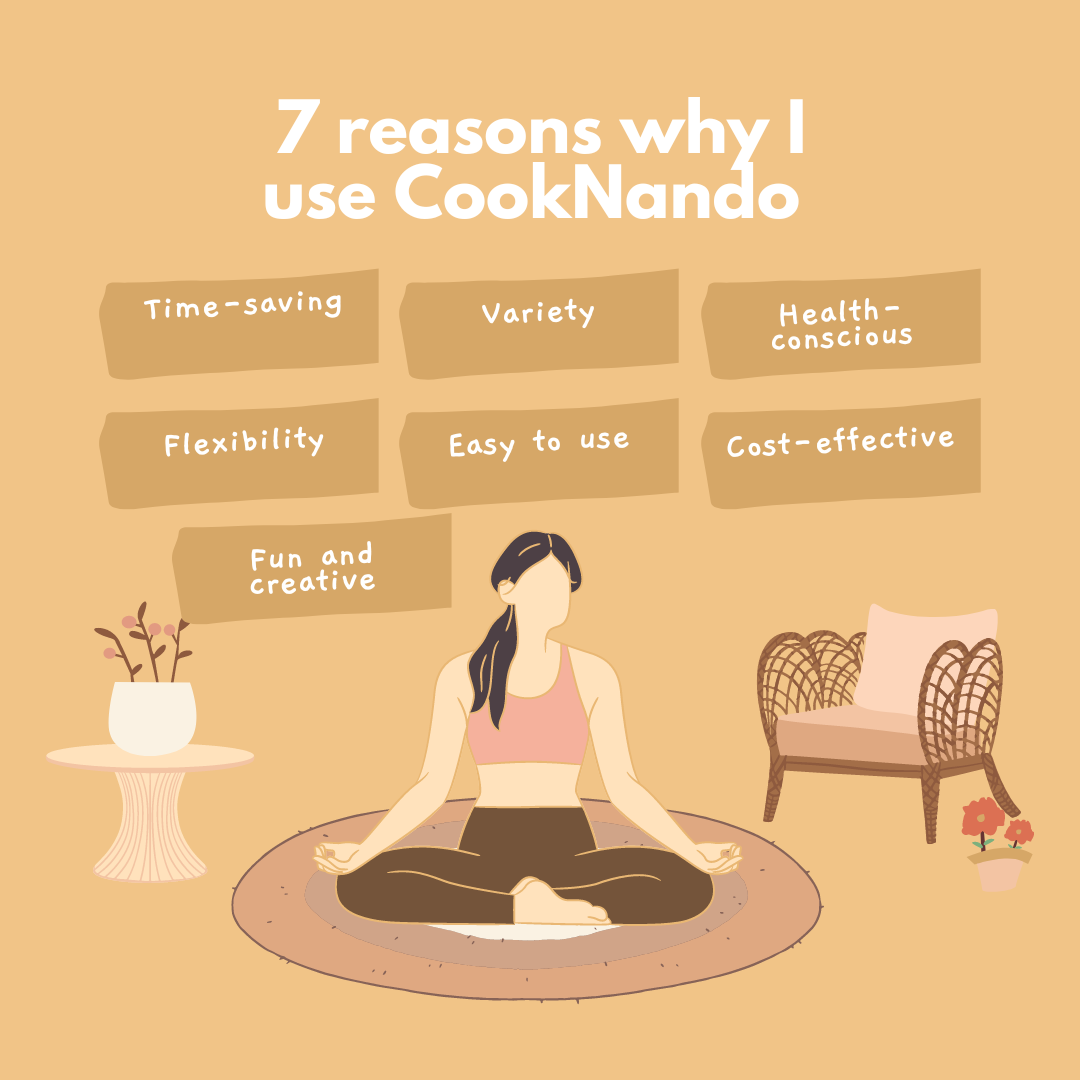 7 reasons why I
use CookNando
Time-saving
Variety
Health-
conscious
Flexibility
Easy to use
Cost-effective
Fun and
creative